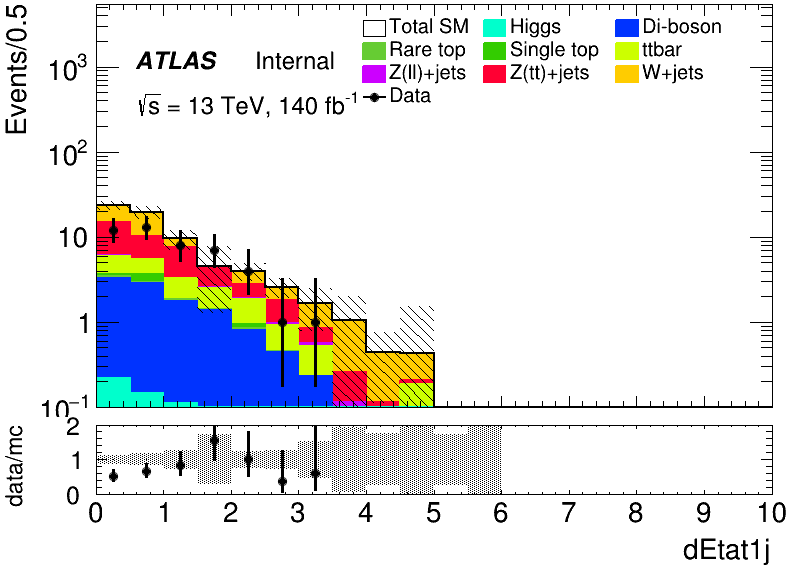 Events/0.5
10³
10²
10
1
10⁻¹
ATLAS Internal
√s = 13 TeV, 140 fb⁻¹
Total SM Higgs Di-boson
Rare top Single top ttbar
Z(ll)+jets Z(tt)+jets W+jets
Data
data/mc
2
1
0
0 1 2 3 4 5 6 7 8 9 10
dEtat1j